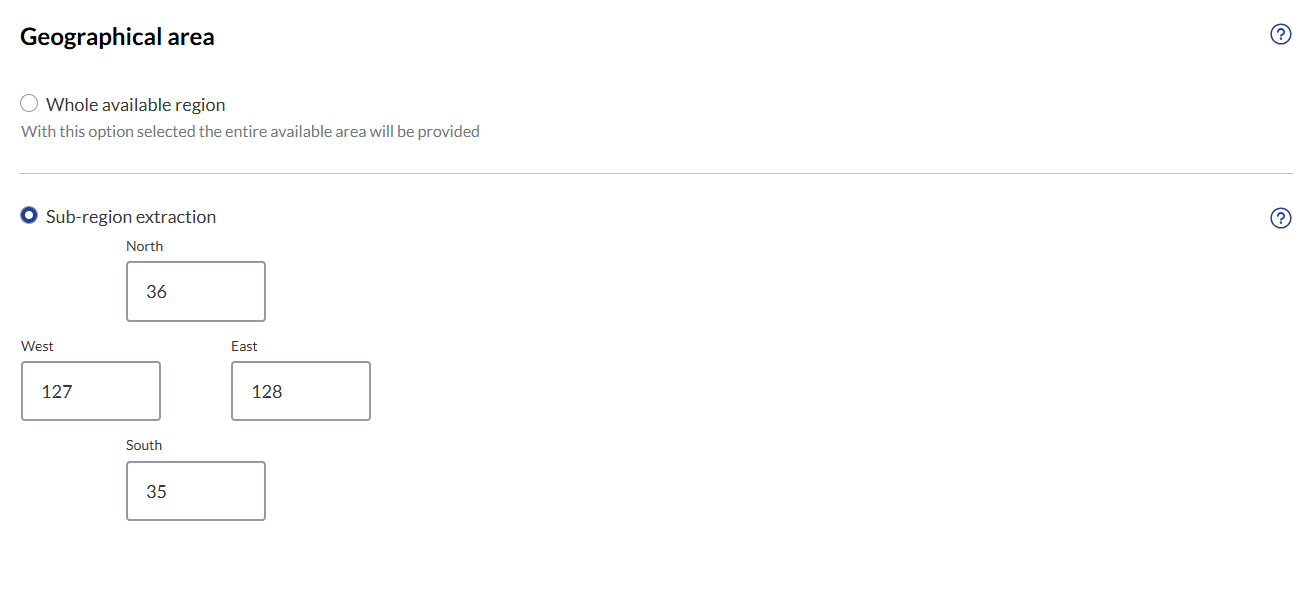 Geographical area
?
Whole available region
With this option selected the entire available area will be provided
Sub-region extraction
?
North
36
West East
127 128
South
35